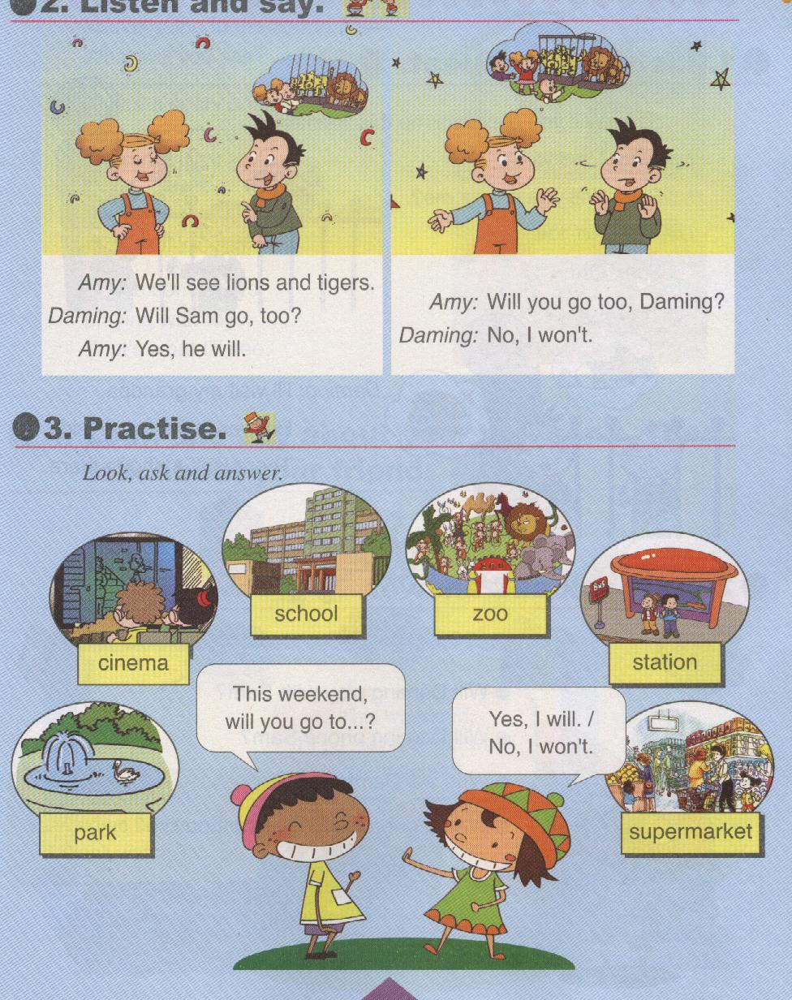 2. Listen and say.
Amy: We'll see lions and tigers.
Daming: Will Sam go, too?
Amy: Yes, he will.
Amy: Will you go too, Daming?
Daming: No, I won't.
3. Practise.
Look, ask and answer.
cinema
school
zoo
BUS
station
This weekend,
will you go to...?
Yes, I will. /
No, I won't.
park
supermarket